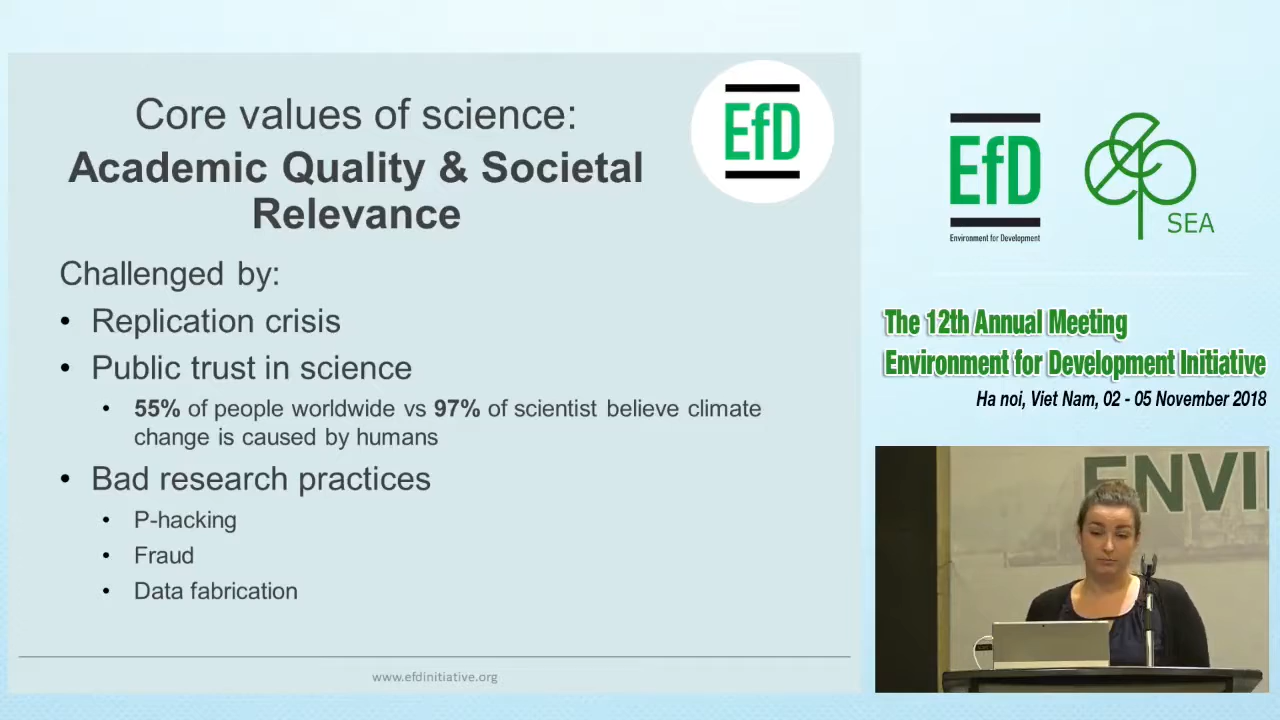 Core values of science:
Academic Quality & Societal
Relevance
EfD
Challenged by:
• Replication crisis
• Public trust in science
• 55% of people worldwide vs 97% of scientist believe climate
change is caused by humans
• Bad research practices
• P-hacking
• Fraud
• Data fabrication
www.efdinitiative.org
EfD
Environment for Development
SEA
The 12th Annual Meeting
Environment for Development Initiative
Ha noi, Viet Nam, 02 - 05 November 2018
ENVI